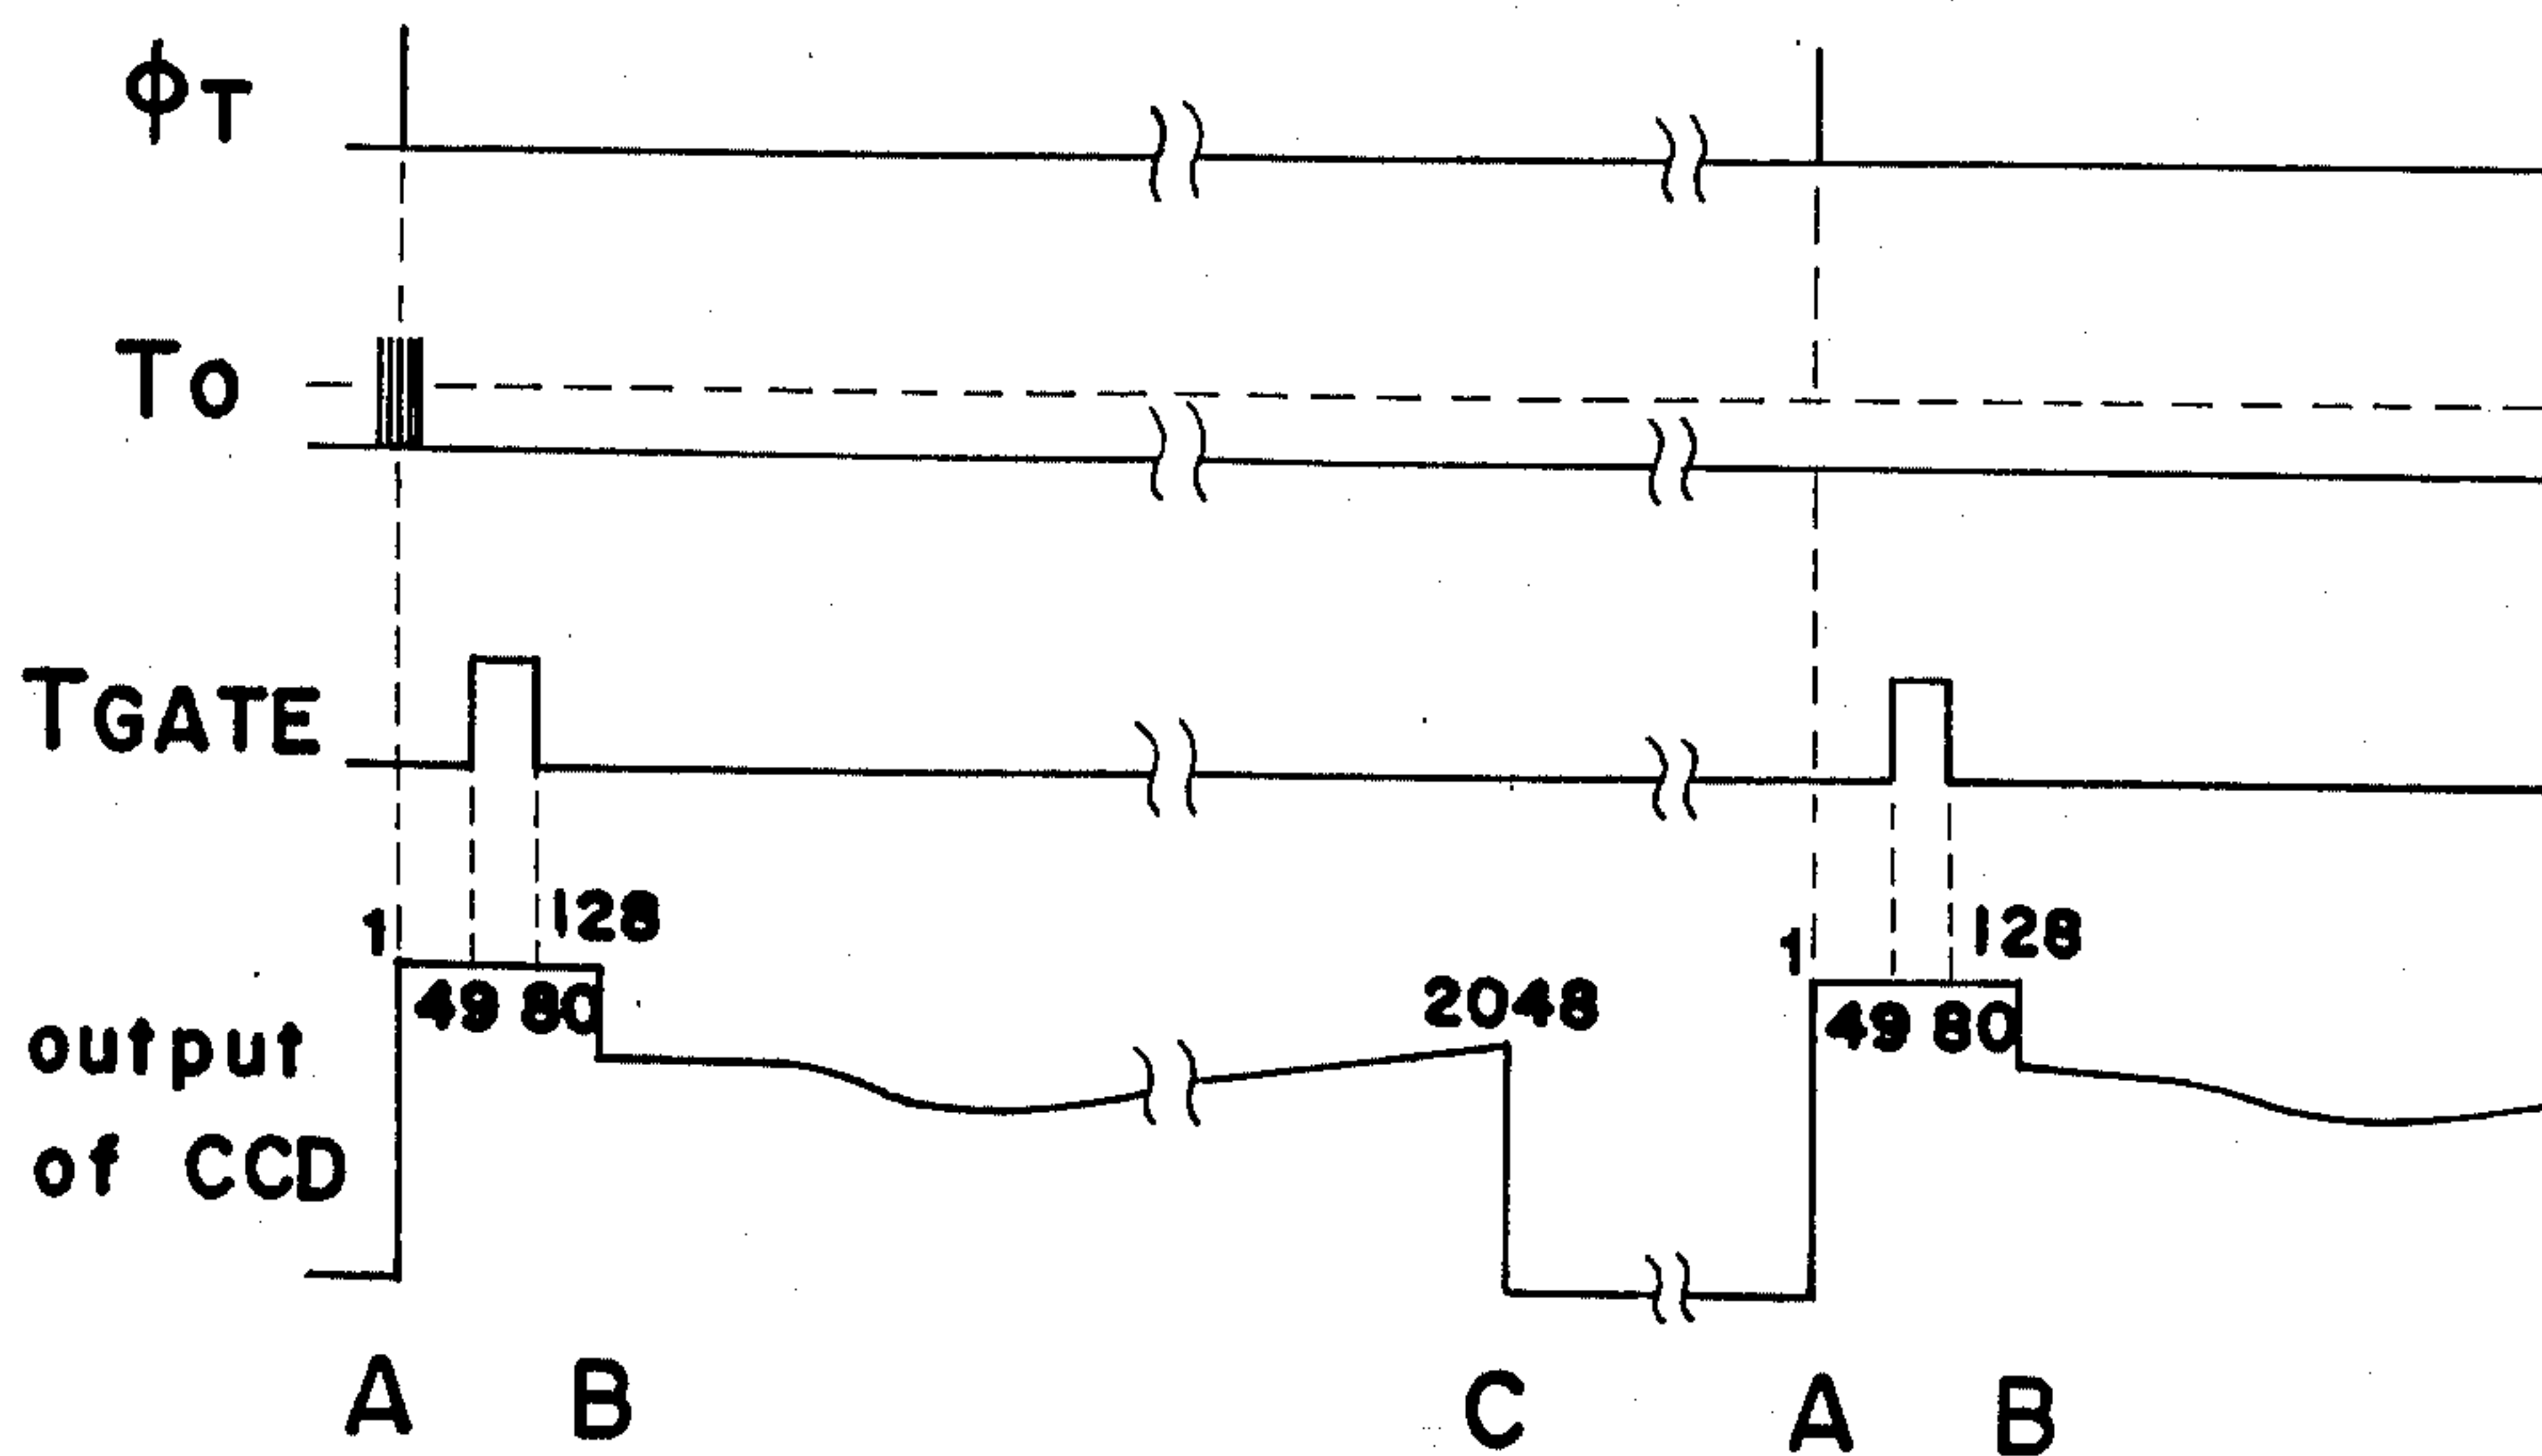 ϕT
To
TGATE
1 128 1 128
49 80 2048 49 80
output
of CCD
A B C A B